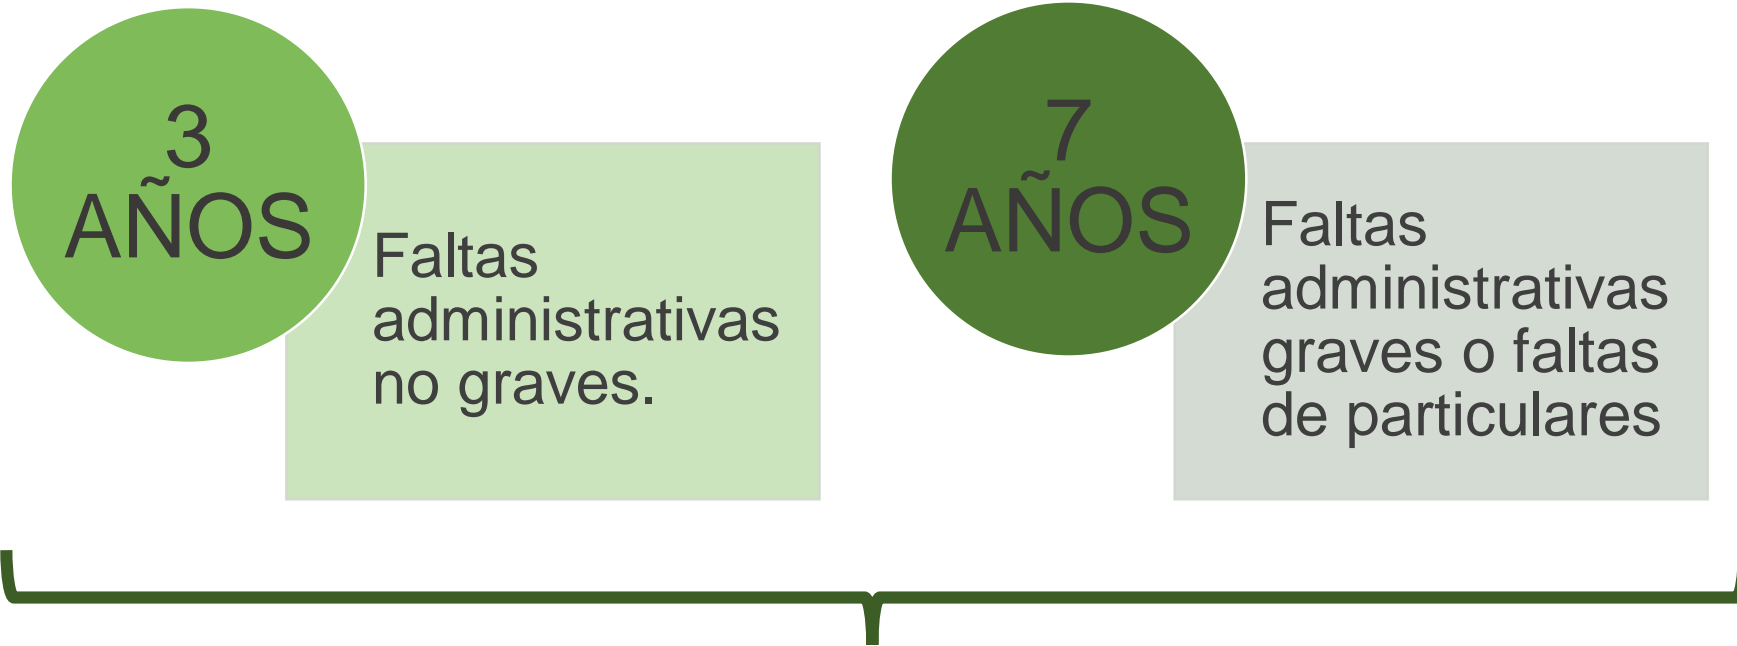 3
AÑOS
Faltas
administrativas
no graves.
7
AÑOS
Faltas
administrativas
graves o faltas
de particulares